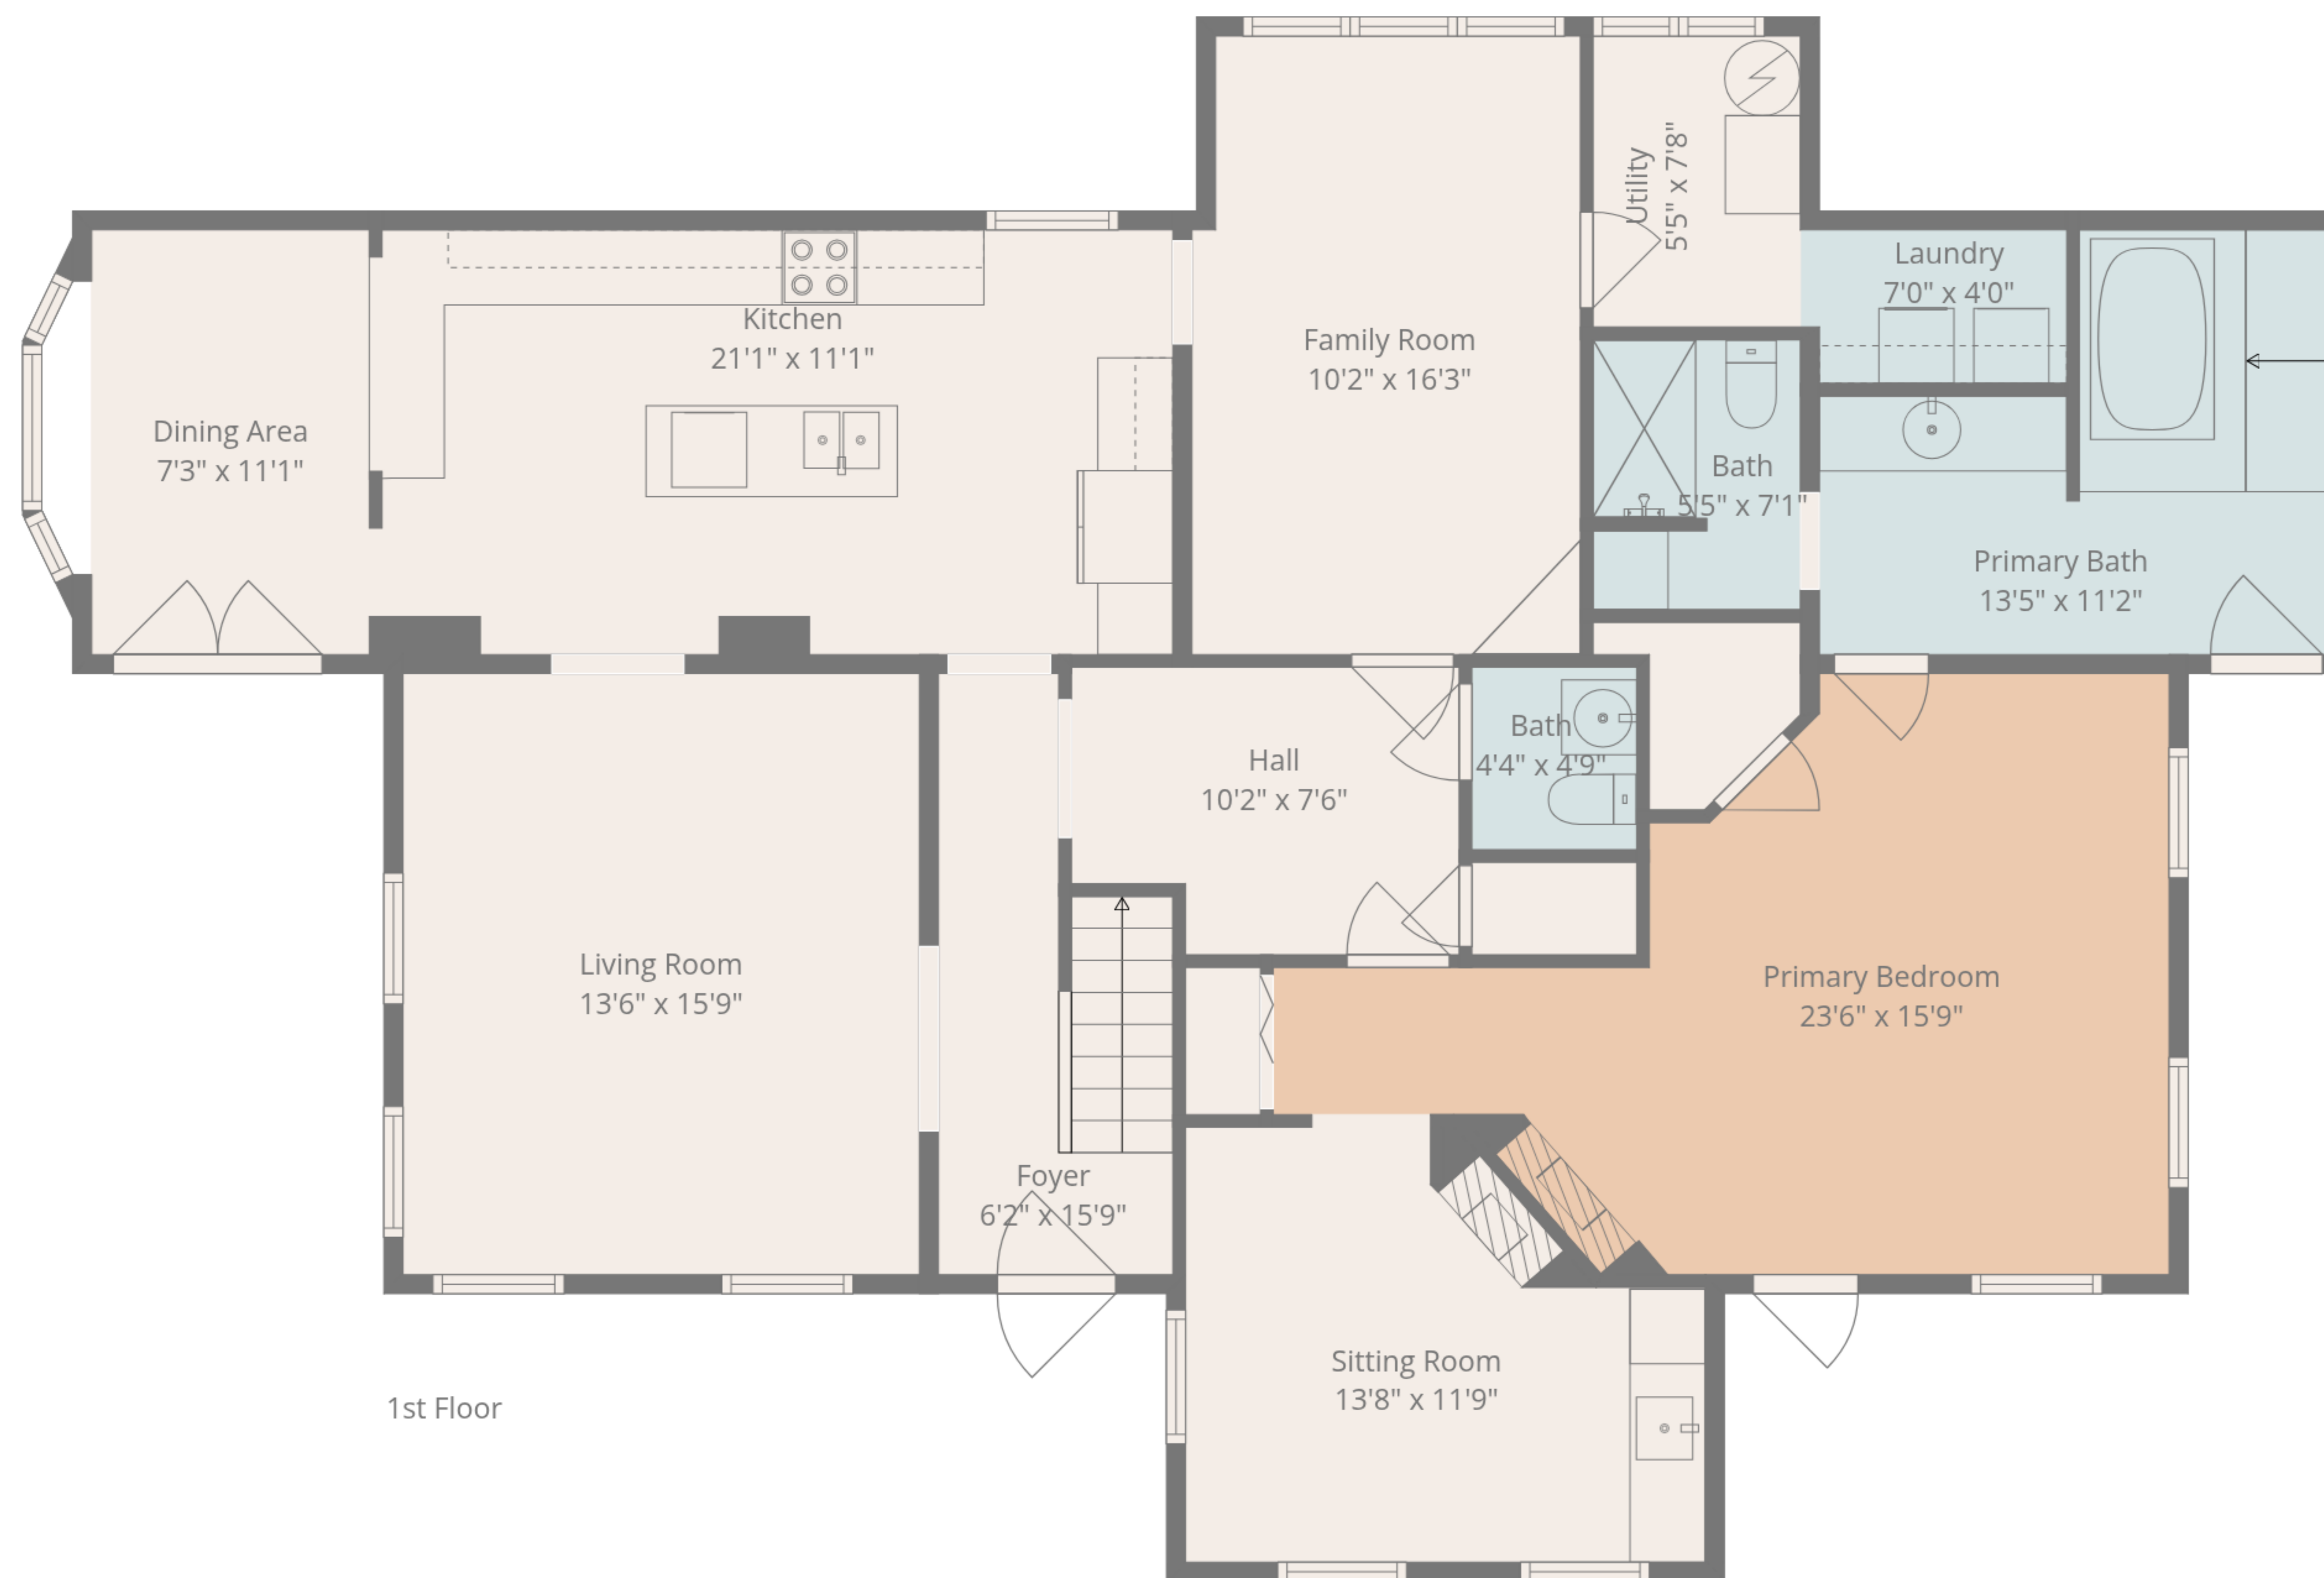 Utility
5'5" x 7'8"
Laundry
7'0" x 4'0"
Kitchen
21'1" x 11'1"
Family Room
10'2" x 16'3"
Dining Area
7'3" x 11'1"
Bath
5'5" x 7'1"
Primary Bath
13'5" x 11'2"
Bath
4'4" x 4'9"
Hall
10'2" x 7'6"
Living Room
13'6" x 15'9"
Primary Bedroom
23'6" x 15'9"
Foyer
6'2" x 15'9"
Sitting Room
13'8" x 11'9"
1st Floor